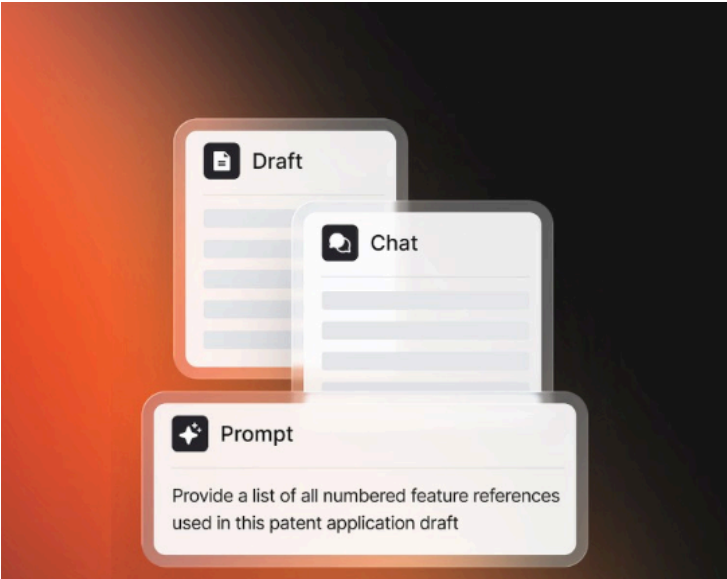 Draft
Chat
Prompt
Provide a list of all numbered feature references
used in this patent application draft